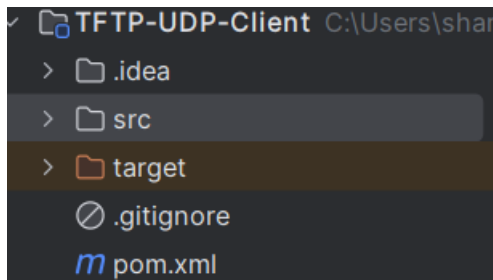 TFTP-UDP-Client C:\Users\shar
.idea
src
target
.gitignore
m pom.xml